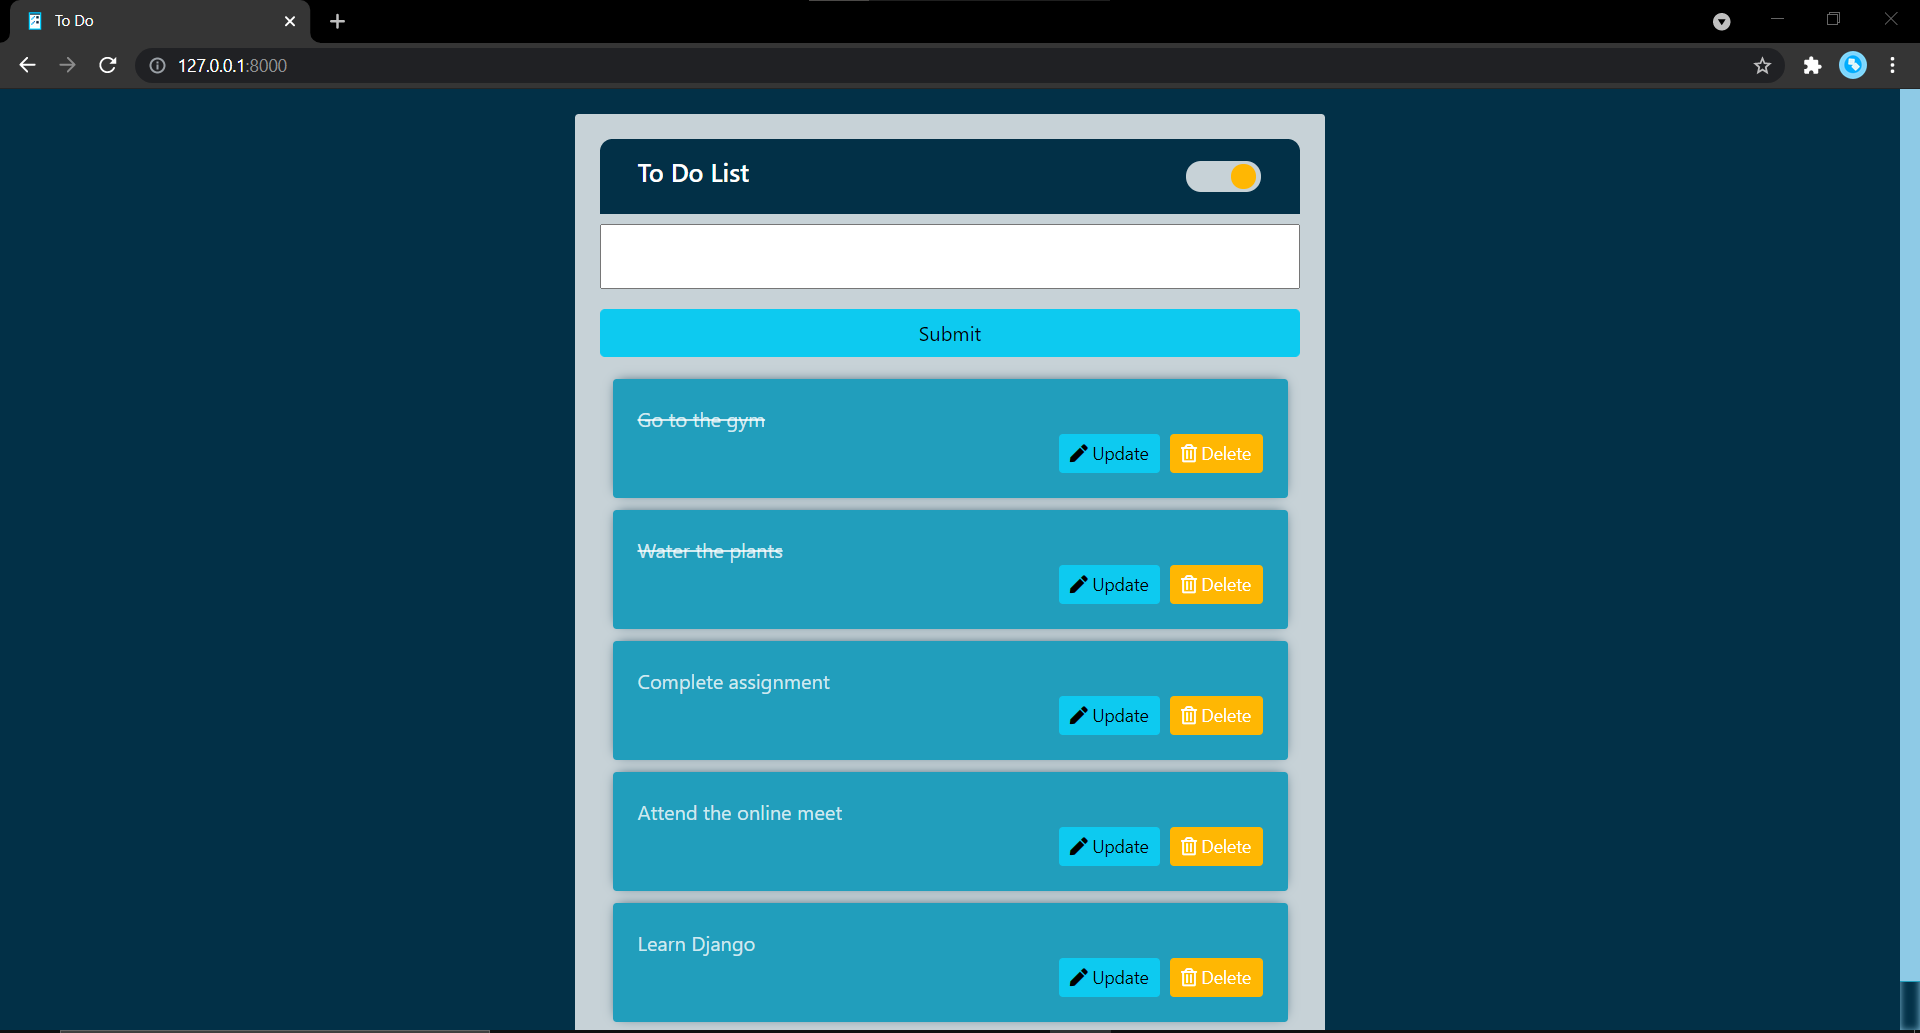 To Do
127.0.0.1:8000
To Do List
Submit
Go to the gym
Update Delete
Water the plants
Update Delete
Complete assignment
Update Delete
Attend the online meet
Update Delete
Learn Django
Update Delete